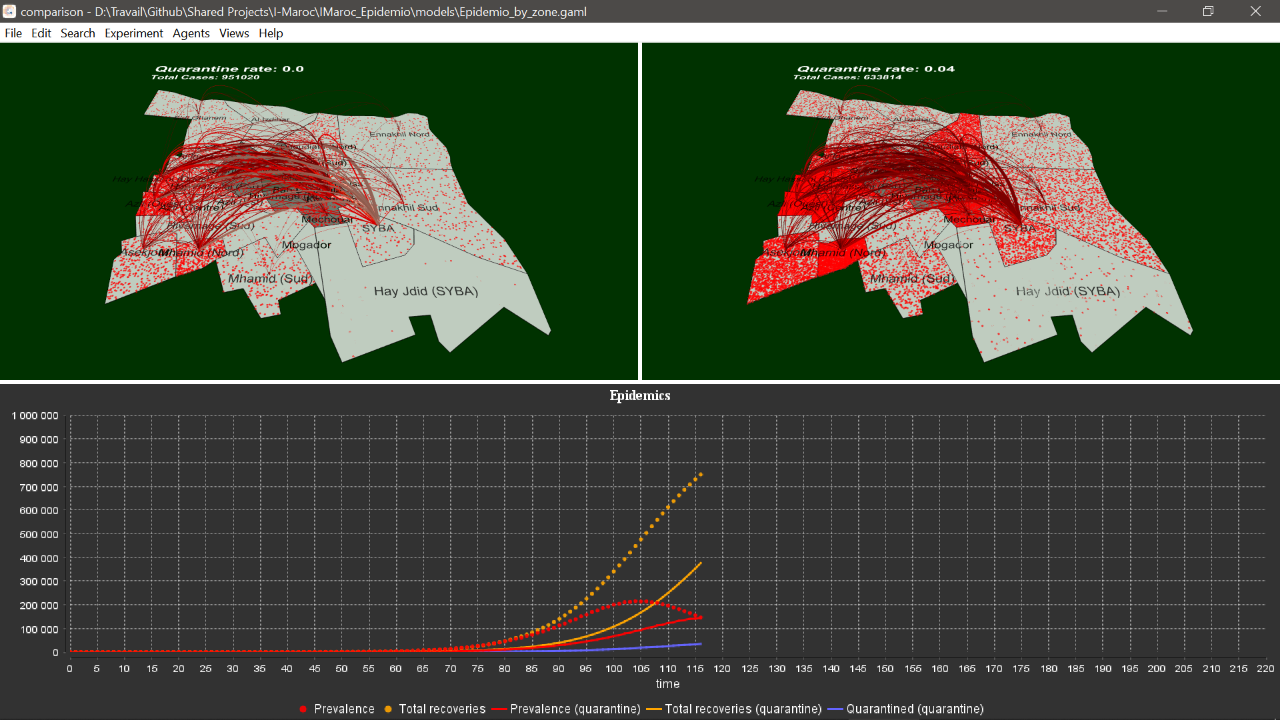 comparison - D:\Travail\Github\Shared Projects\I-Maroc\IMaroc_Epidemio\models\Epidemio_by_zone.gaml
File Edit Search Experiment Agents Views Help
Quarantine rate: 0.0
Total Cases: 951020
Ennakhil Nord
Ennakhil Sud
Mechouar
SYBA
Mogador
Mhamid (Nord)
Mhamid (Sud)
Hay Jdid (SYBA)
Quarantine rate: 0.04
Total Cases: 633814
Ennakhil Nord
Ennakhil Sud
Mechouar
SYBA
Mogador
Mhamid (Nord)
Mhamid (Sud)
Hay Jdid (SYBA)
Epidemics
1 000 000
900 000
800 000
700 000
600 000
500 000
400 000
300 000
200 000
100 000
0
0 5 10 15 20 25 30 35 40 45 50 55 60 65 70 75 80 85 90 95 100 105 110 115 120 125 130 135 140 145 150 155 160 165 170 175 180 185 190 195 200 205 210 215 220
time
Prevalence Total recoveries Prevalence (quarantine) Total recoveries (quarantine) Quarantined (quarantine)